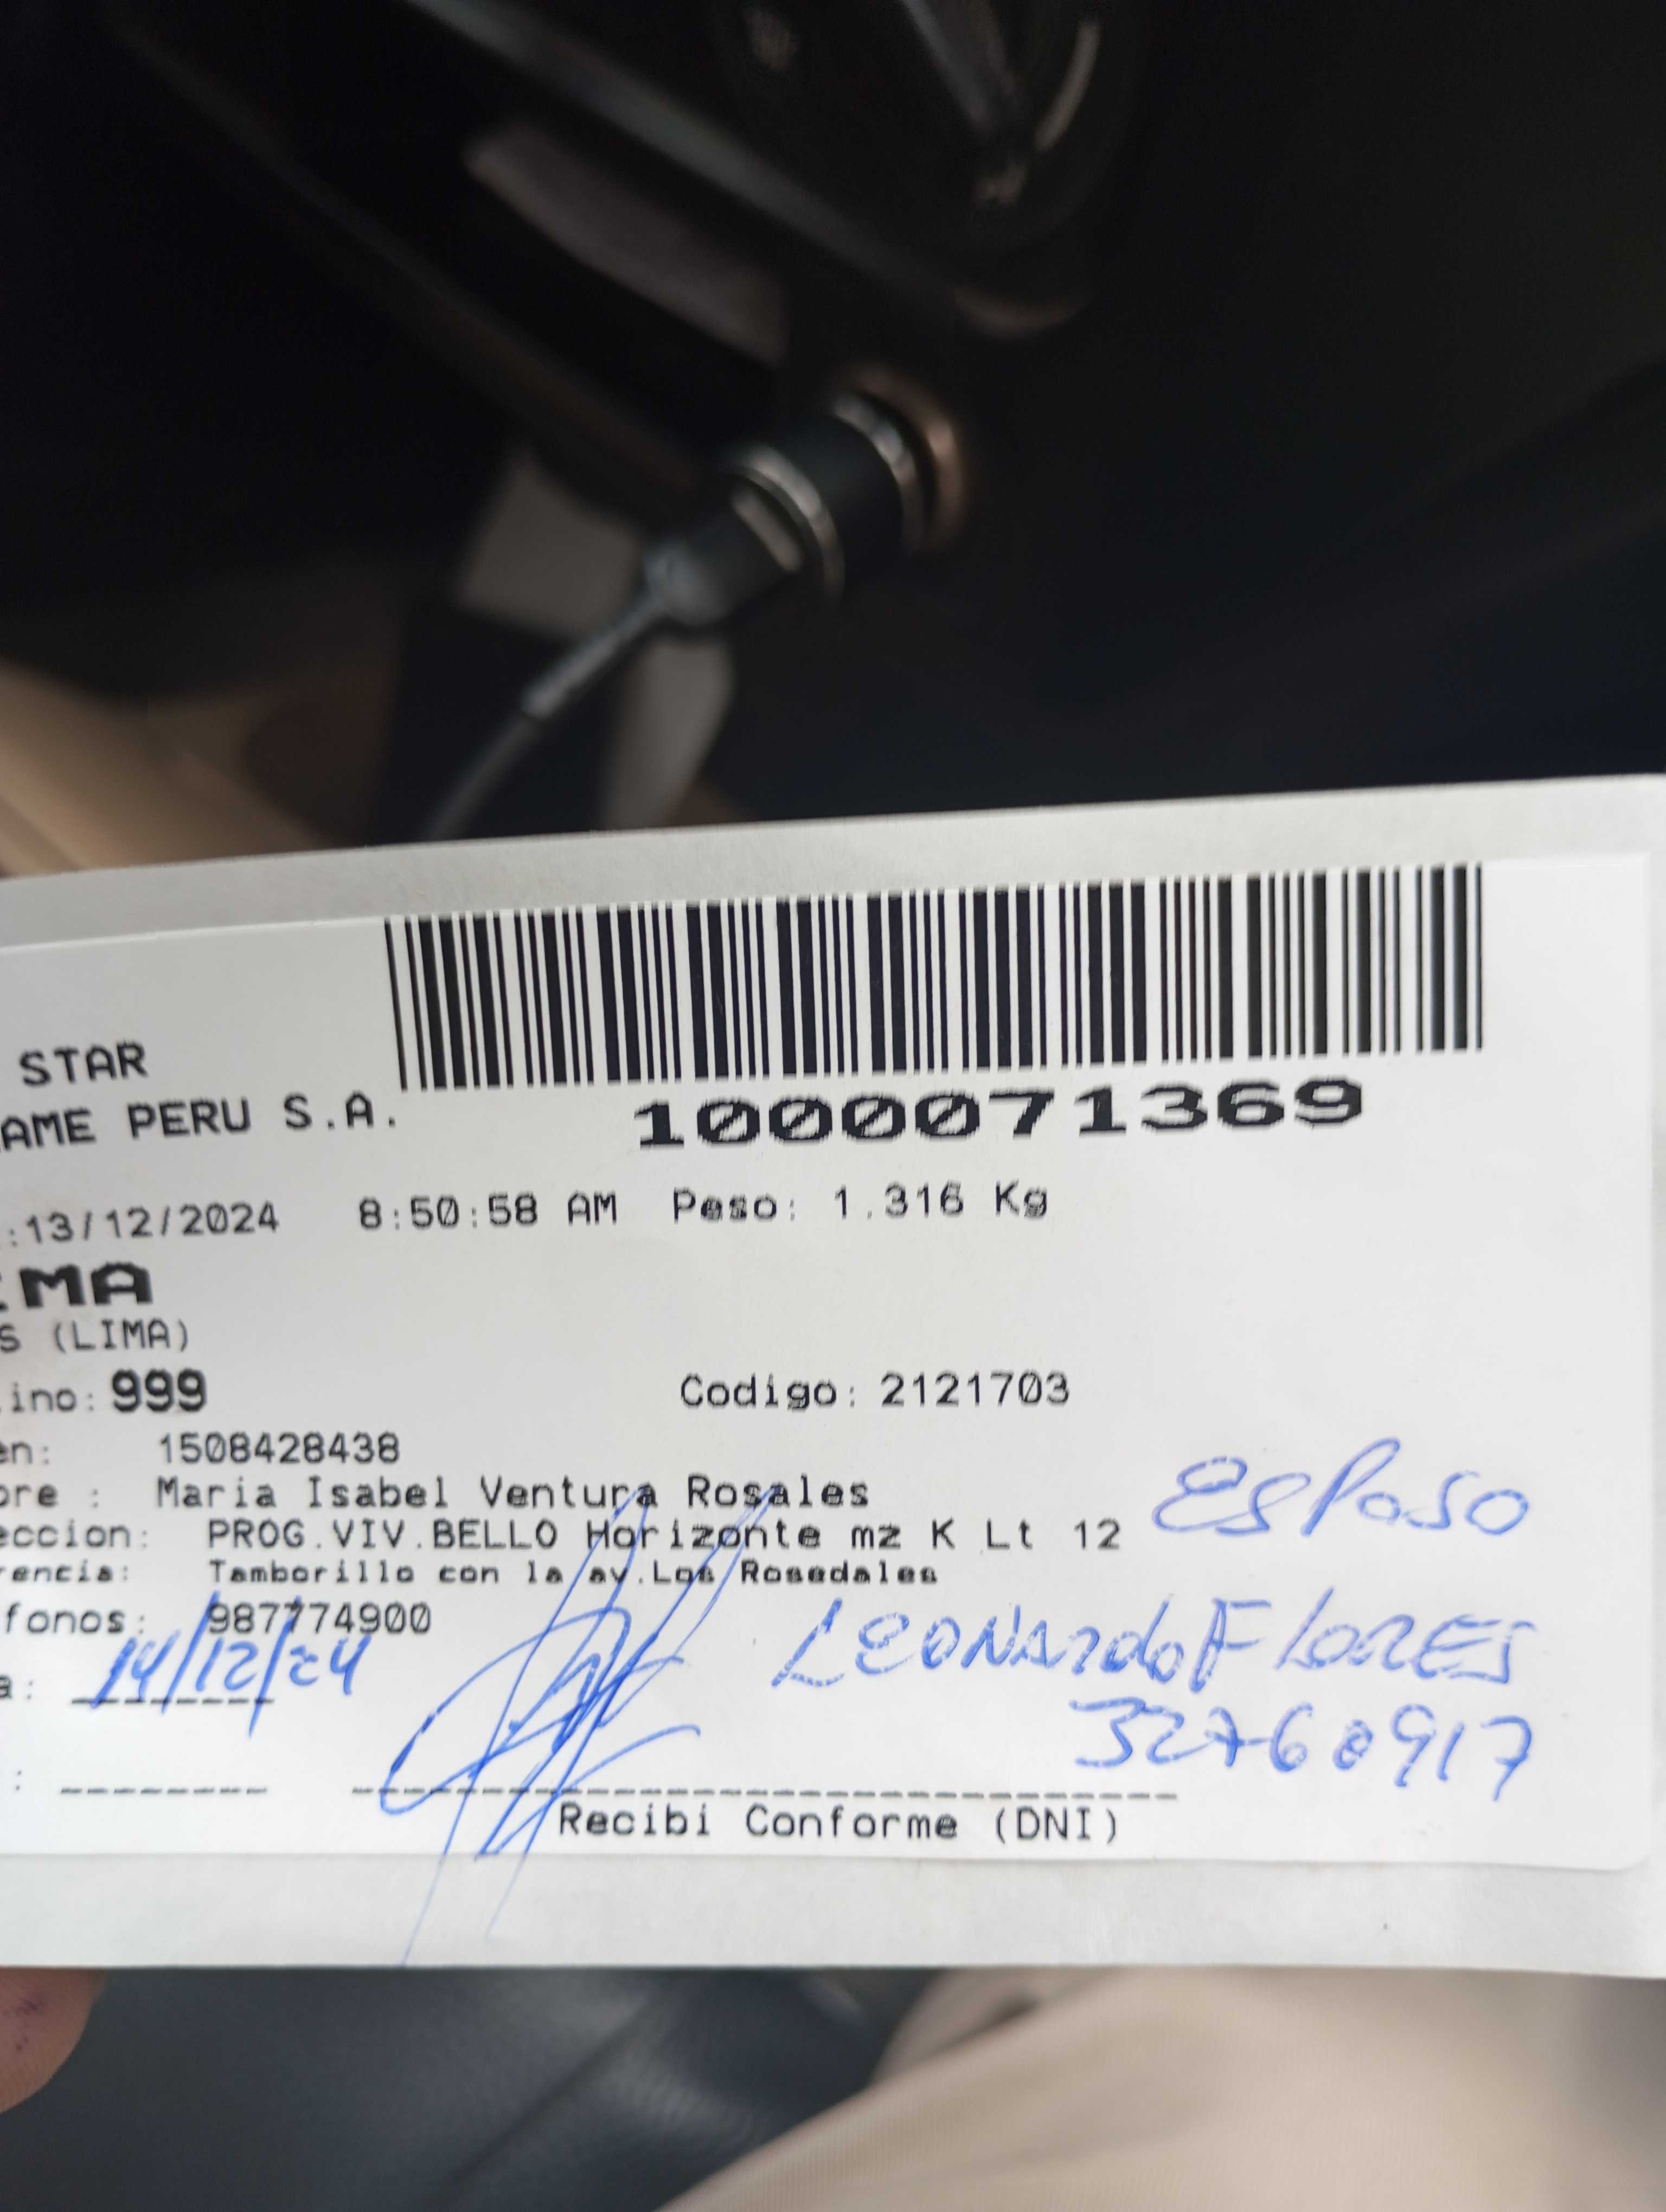 STAR
AME PERU S.A.
1000071369
:13/12/2024 8:50:58 AM Peso: 1.316 Kg
IMA
S (LIMA)
ino: 999 Codigo: 2121703
en: 1508428438
bre : Maria Isabel Ventura Rosales
eccion: PROG.VIV.BELLO Horizonte mz K Lt 12
Esposo
rencia: Tamborillo con la av.Los Rosedales
fonos: 987774900
Leonardo Flores
a: 14/12/24
32760917
:
Recibi Conforme (DNI)